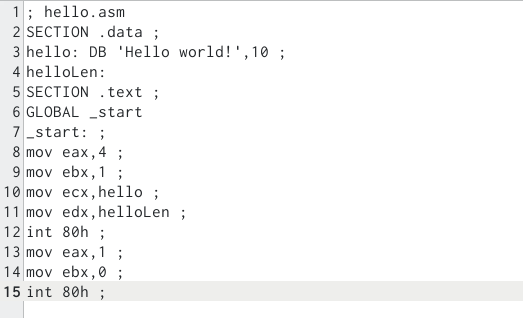 1 ; hello.asm
2 SECTION .data ;
3 hello: DB 'Hello world!',10 ;
4 helloLen:
5 SECTION .text ;
6 GLOBAL _start
7 _start: ;
8 mov eax,4 ;
9 mov ebx,1 ;
10 mov ecx,hello ;
11 mov edx,helloLen ;
12 int 80h ;
13 mov eax,1 ;
14 mov ebx,0 ;
15 int 80h ;